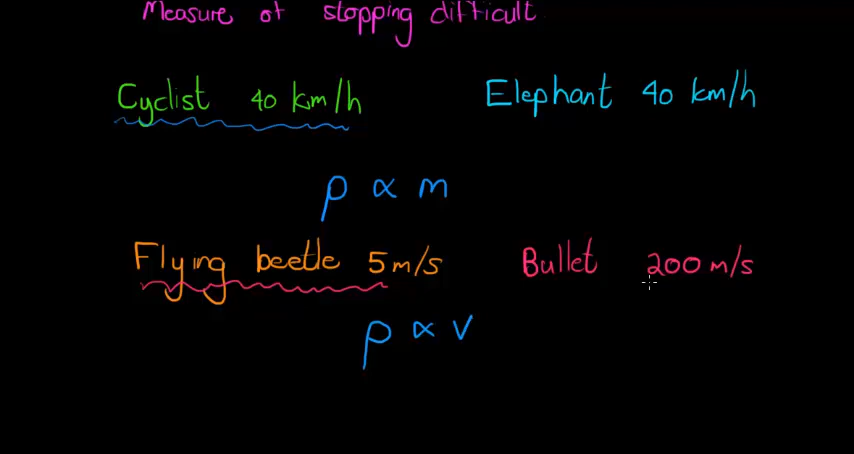 Measure of stopping difficult
Cyclist 40 km/h Elephant 40 km/h
p ∝ m
Flying beetle 5 m/s Bullet 200 m/s
p ∝ v